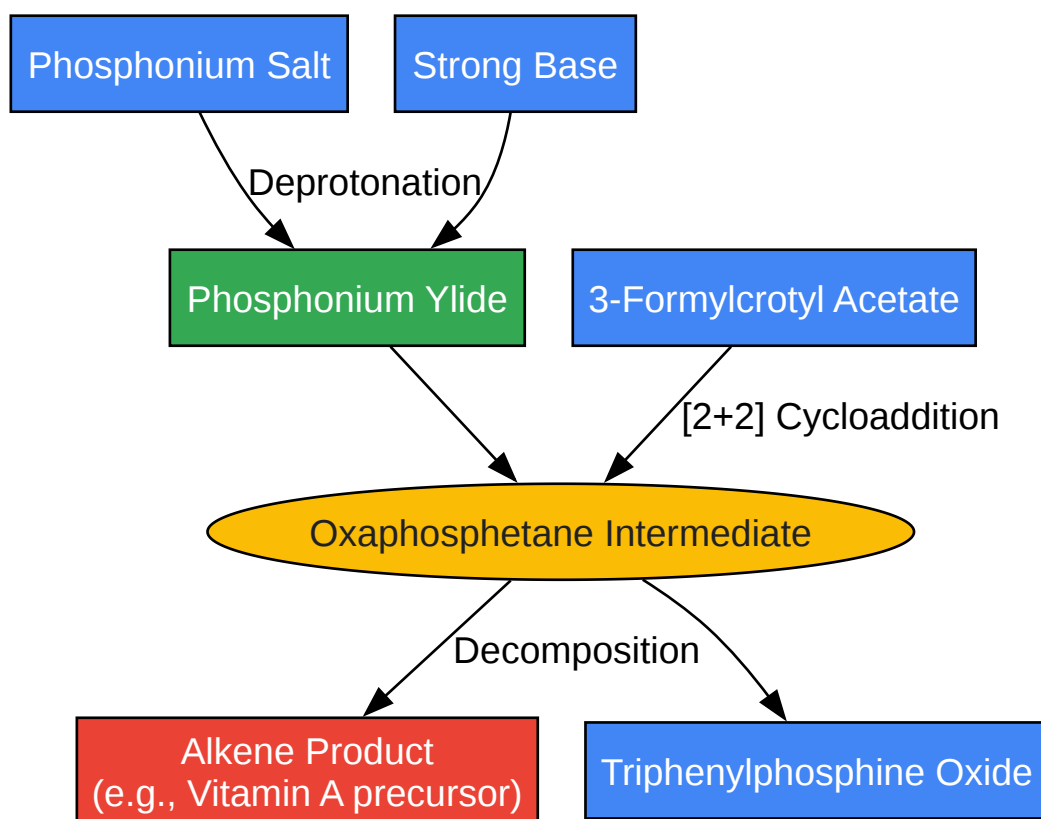 Phosphonium Salt
Strong Base
Deprotonation
Phosphonium Ylide
3-Formylcrotyl Acetate
[2+2] Cycloaddition
Oxaphosphetane Intermediate
Decomposition
Alkene Product
(e.g., Vitamin A precursor)
Triphenylphosphine Oxide